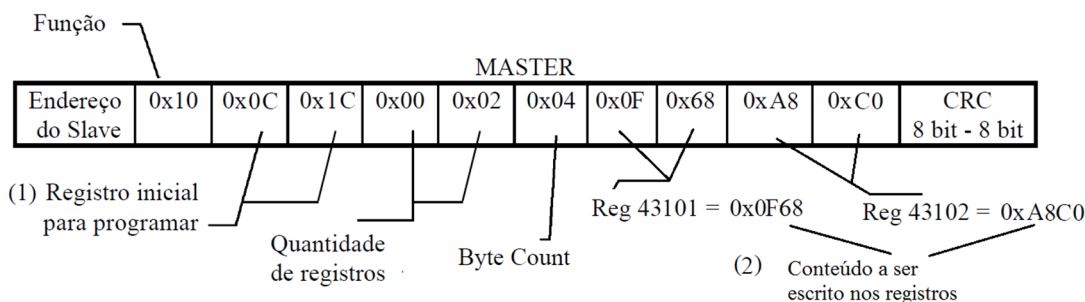 Função
MASTER
Endereço do Slave 0x10 0x0C 0x1C 0x00 0x02 0x04 0x0F 0x68 0xA8 0xC0 CRC 8 bit - 8 bit
(1) Registro inicial
para programar
Quantidade
de registros
Byte Count
Reg 43101 = 0x0F68
Reg 43102 = 0xA8C0
(2) Conteúdo a ser
escrito nos registros